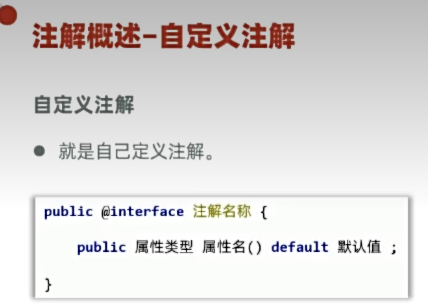 注解概述-自定义注解
自定义注解
● 就是自己定义注解。
public @interface 注解名称 {
public 属性类型 属性名() default 默认值 ;
}